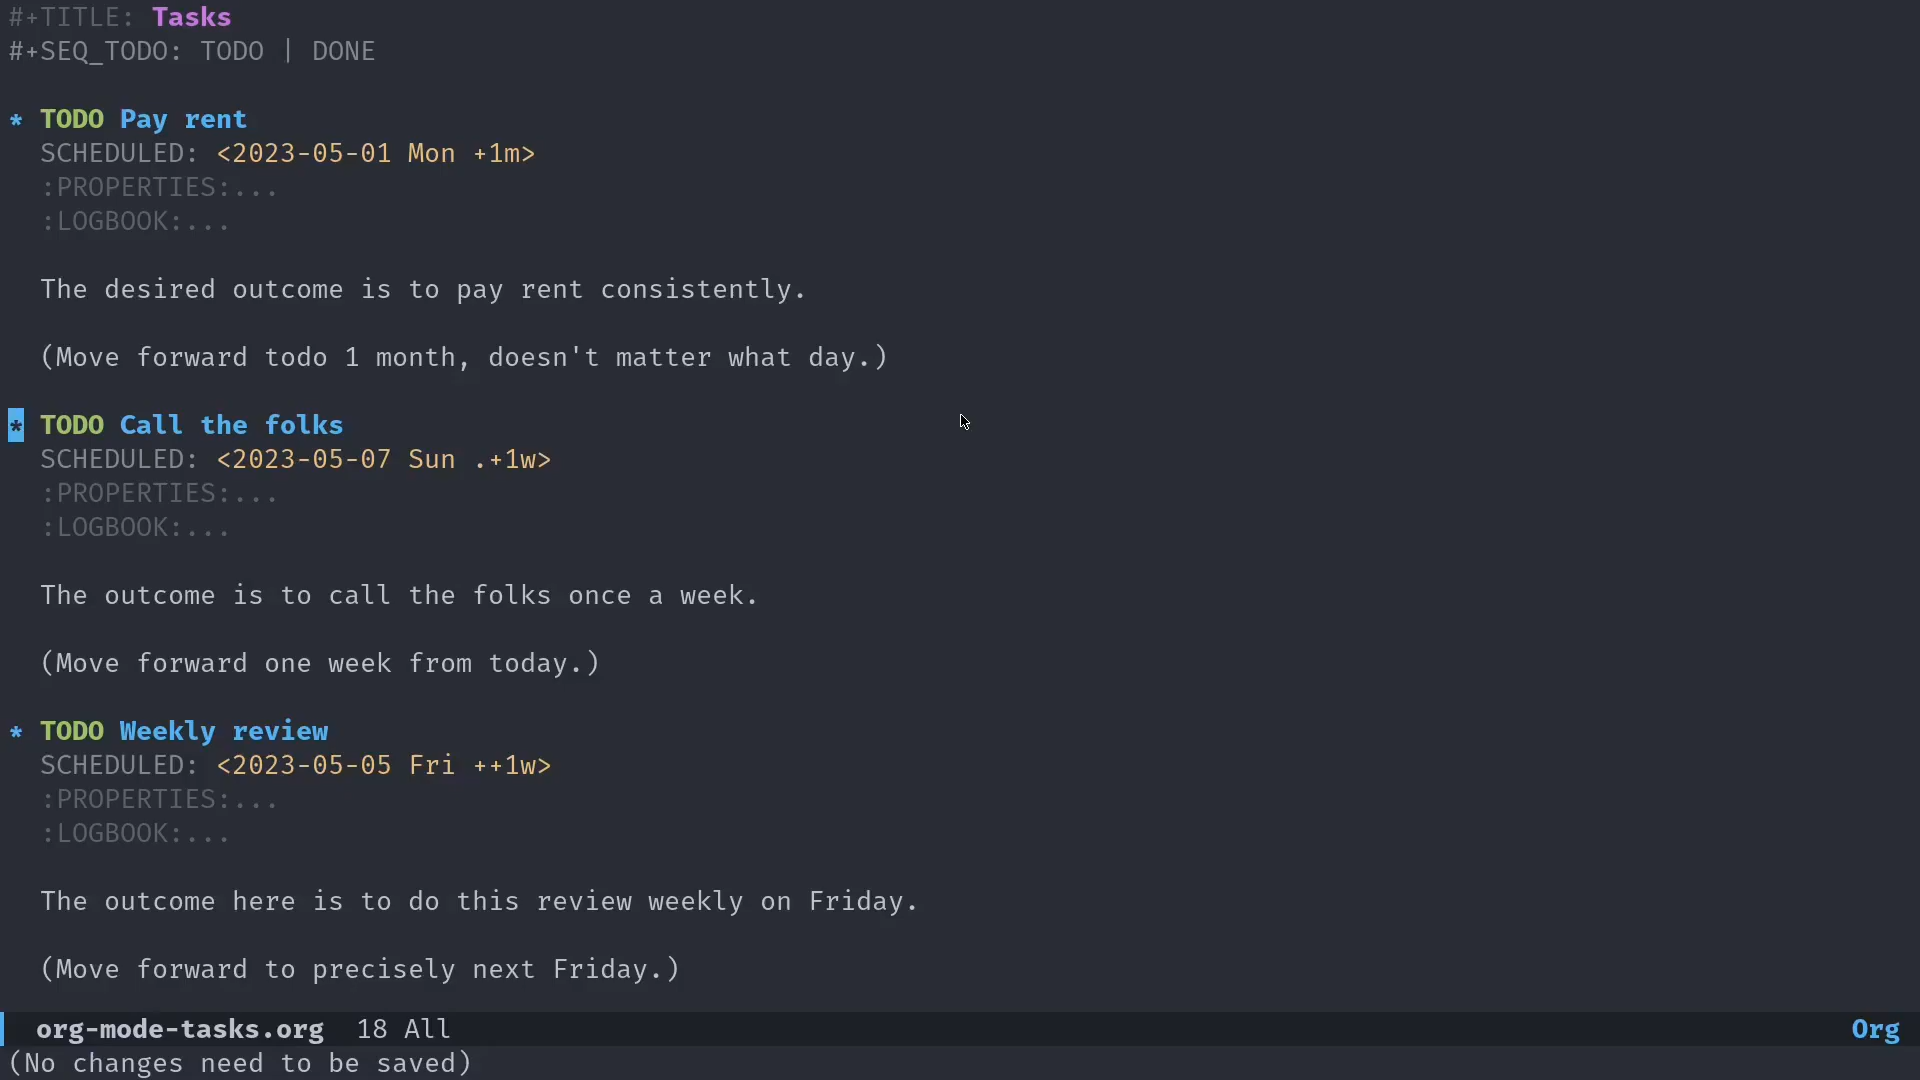 #+TITLE: Tasks
#+SEQ_TODO: TODO | DONE
* TODO Pay rent
SCHEDULED: <2023-05-01 Mon +1m>
:PROPERTIES:...
:LOGBOOK:...
The desired outcome is to pay rent consistently.
(Move forward todo 1 month, doesn't matter what day.)
* TODO Call the folks
SCHEDULED: <2023-05-07 Sun .+1w>
:PROPERTIES:...
:LOGBOOK:...
The outcome is to call the folks once a week.
(Move forward one week from today.)
* TODO Weekly review
SCHEDULED: <2023-05-05 Fri ++1w>
:PROPERTIES:...
:LOGBOOK:...
The outcome here is to do this review weekly on Friday.
(Move forward to precisely next Friday.)
org-mode-tasks.org 18 All Org
(No changes need to be saved)